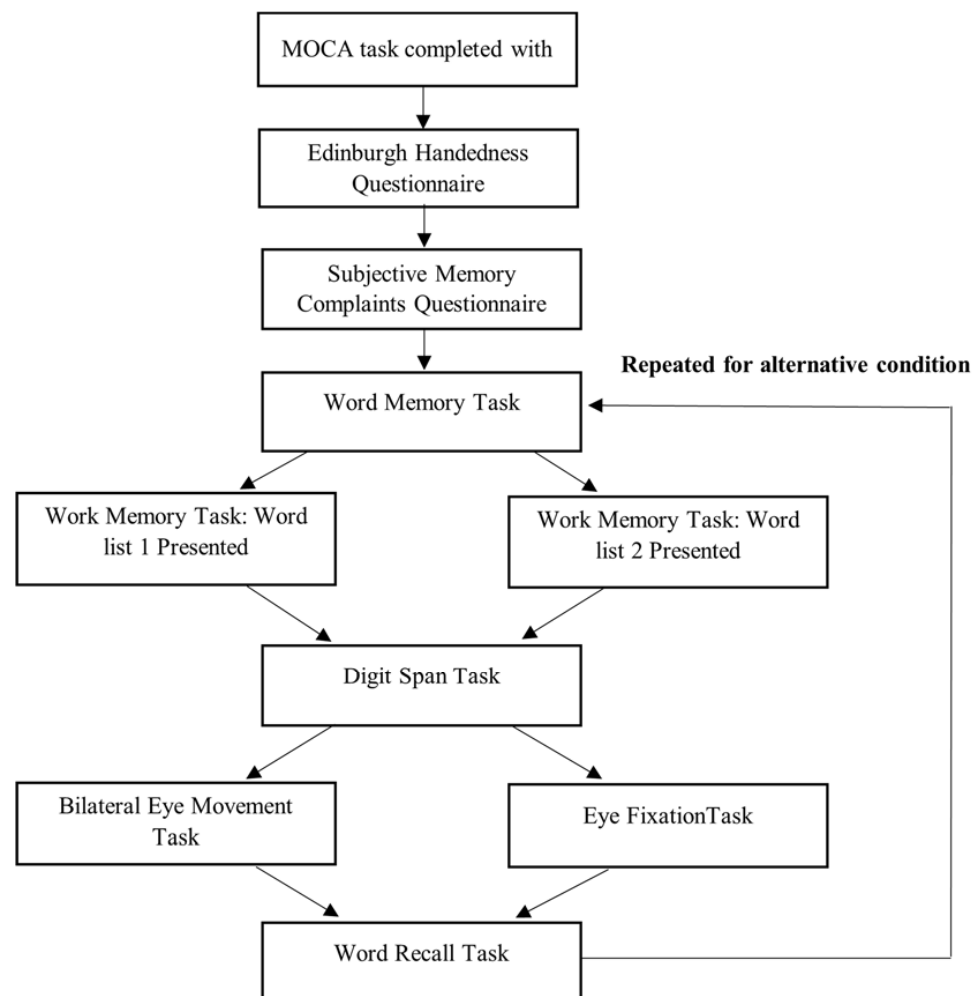 MOCA task completed with
Edinburgh Handedness
Questionnaire
Subjective Memory
Complaints Questionnaire
Repeated for alternative condition
Word Memory Task
Work Memory Task: Word
list 1 Presented
Work Memory Task: Word
list 2 Presented
Digit Span Task
Bilateral Eye Movement
Task
Eye FixationTask
Word Recall Task